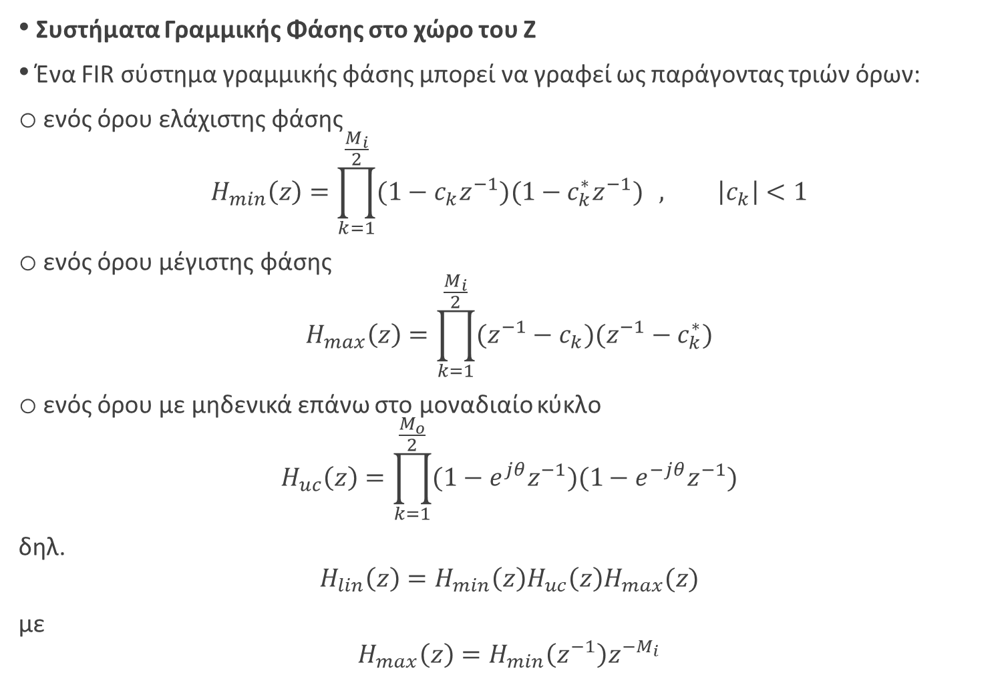 • Συστήματα Γραμμικής Φάσης στο χώρο του Ζ
• Ένα FIR σύστημα γραμμικής φάσης μπορεί να γραφεί ως παράγοντας τριών όρων:
○ ενός όρου ελάχιστης φάσης
$H_{min}(z) = \prod_{k=1}^{\frac{M_i}{2}} (1 - c_k z^{-1})(1 - c_k^* z^{-1}) \ , \quad |c_k| < 1$
○ ενός όρου μέγιστης φάσης
$H_{max}(z) = \prod_{k=1}^{\frac{M_i}{2}} (z^{-1} - c_k)(z^{-1} - c_k^*)$
○ ενός όρου με μηδενικά επάνω στο μοναδιαίο κύκλο
$H_{uc}(z) = \prod_{k=1}^{\frac{M_o}{2}} (1 - e^{j\theta} z^{-1})(1 - e^{-j\theta} z^{-1})$
δηλ.
$H_{lin}(z) = H_{min}(z) H_{uc}(z) H_{max}(z)$
με
$H_{max}(z) = H_{min}(z^{-1}) z^{-M_i}$